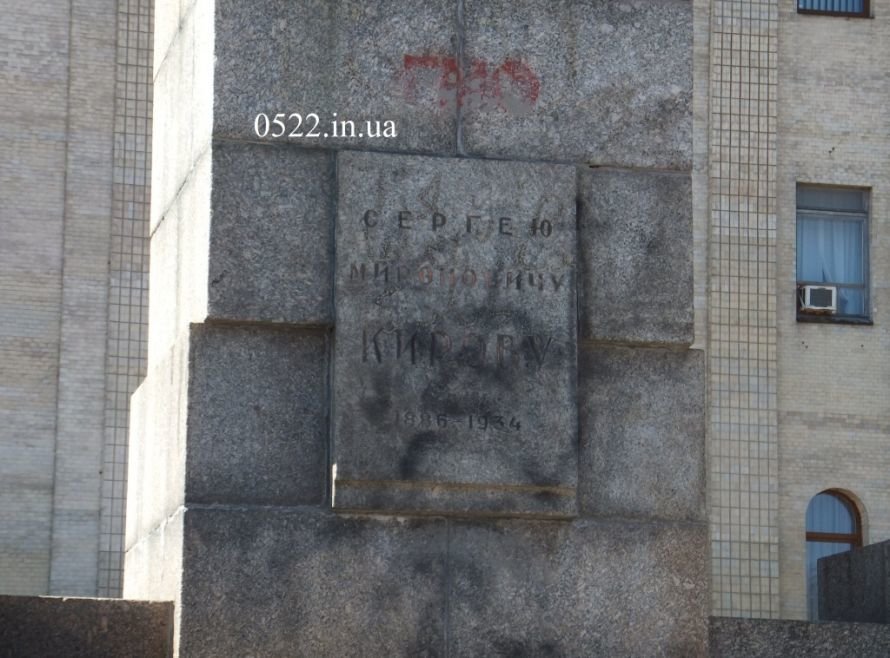 0522.in.ua
СЕРГЕЮ
МИРОНОВИЧУ
КИРОВУ
1886-1934